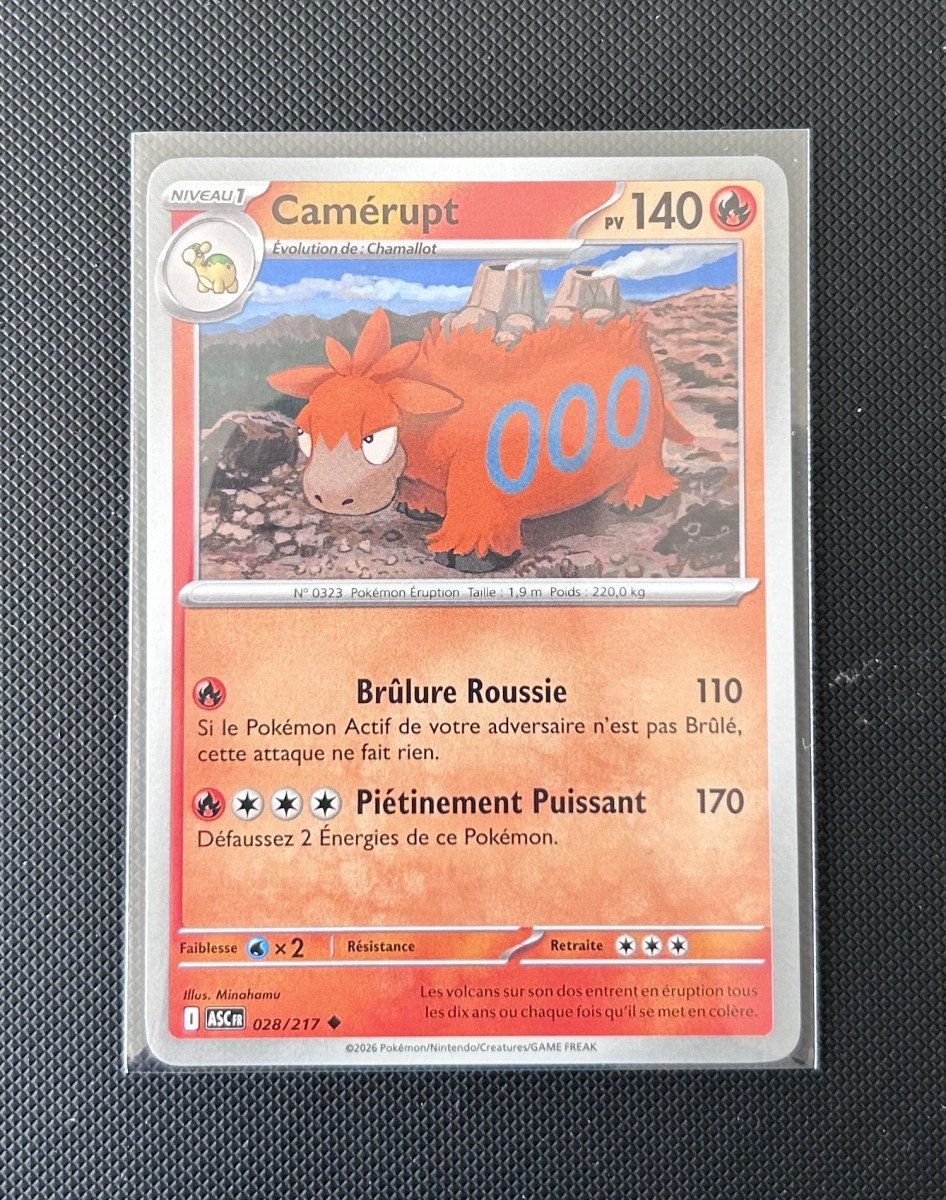 NIVEAU 1
Camérupt
PV 140
Évolution de : Chamallot
N° 0323 Pokémon Éruption Taille : 1,9 m Poids : 220,0 kg
Brûlure Roussie 110
Si le Pokémon Actif de votre adversaire n'est pas Brûlé,
cette attaque ne fait rien.
Piétinement Puissant 170
Défaussez 2 Énergies de ce Pokémon.
Faiblesse ×2 Résistance Retraite
Illus. Minahamu
Les volcans sur son dos entrent en éruption tous
les dix ans ou chaque fois qu'il se met en colère.
I ASC FR 028/217
©2026 Pokémon/Nintendo/Creatures/GAME FREAK